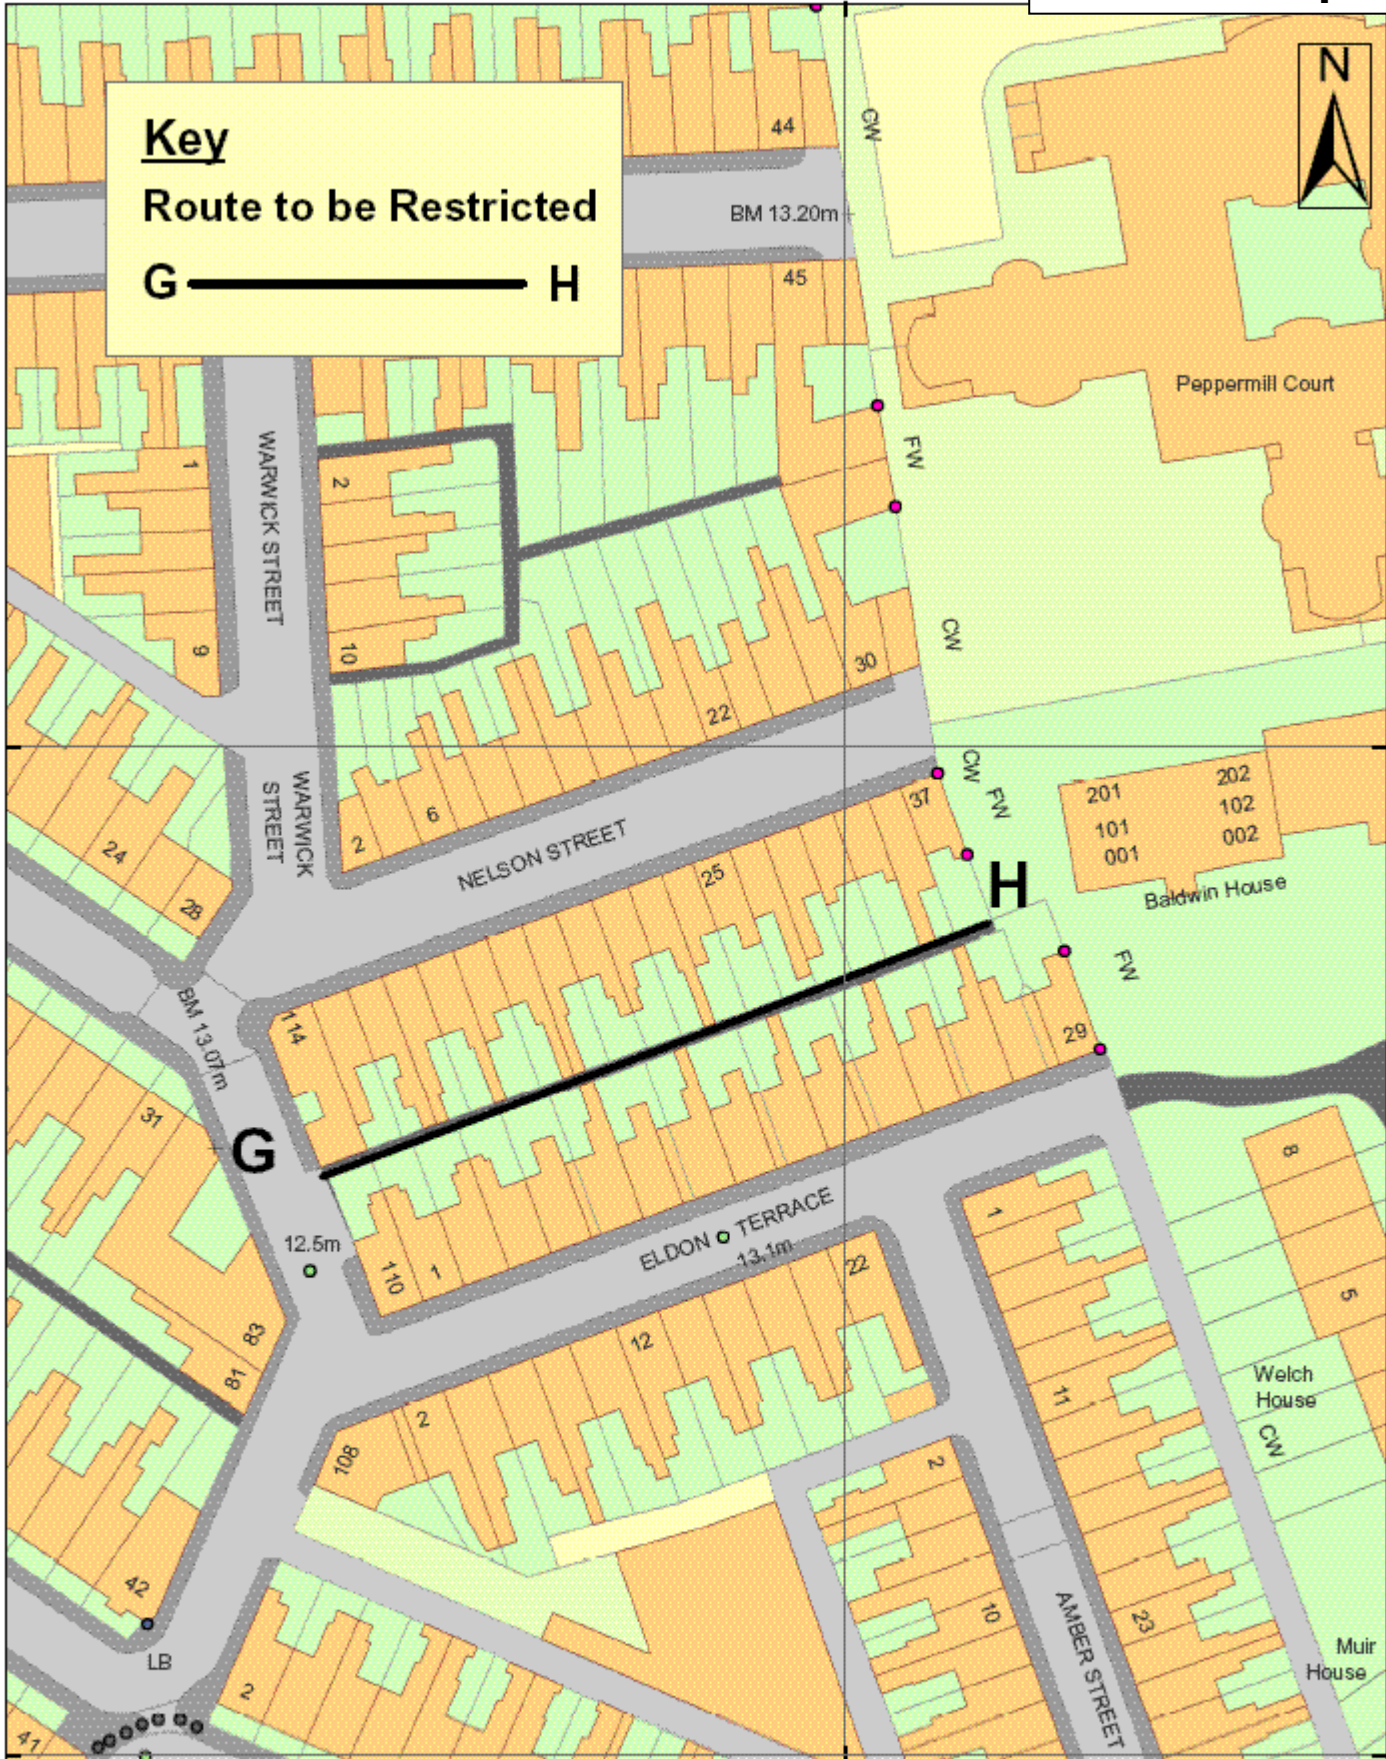 N
44
CW
Key
Route to be Restricted
G H
BM 13.20m
45
Peppermill Court
FW
WARWICK STREET
1
2
9
10
CW
30
22
WARWICK
STREET
CW
FW
2
6
37
201
202
101
102
001
002
24
28
NELSON STREET
25
H
Baldwin House
FW
BM 13.07m
114
29
31
G
8
12.5m
ELDON TERRACE
13.1m
110
1
22
1
5
83
81
12
2
11
Welch
House
CW
108
2
42
10
23
AMBER STREET
LB
Muir
House
2
41